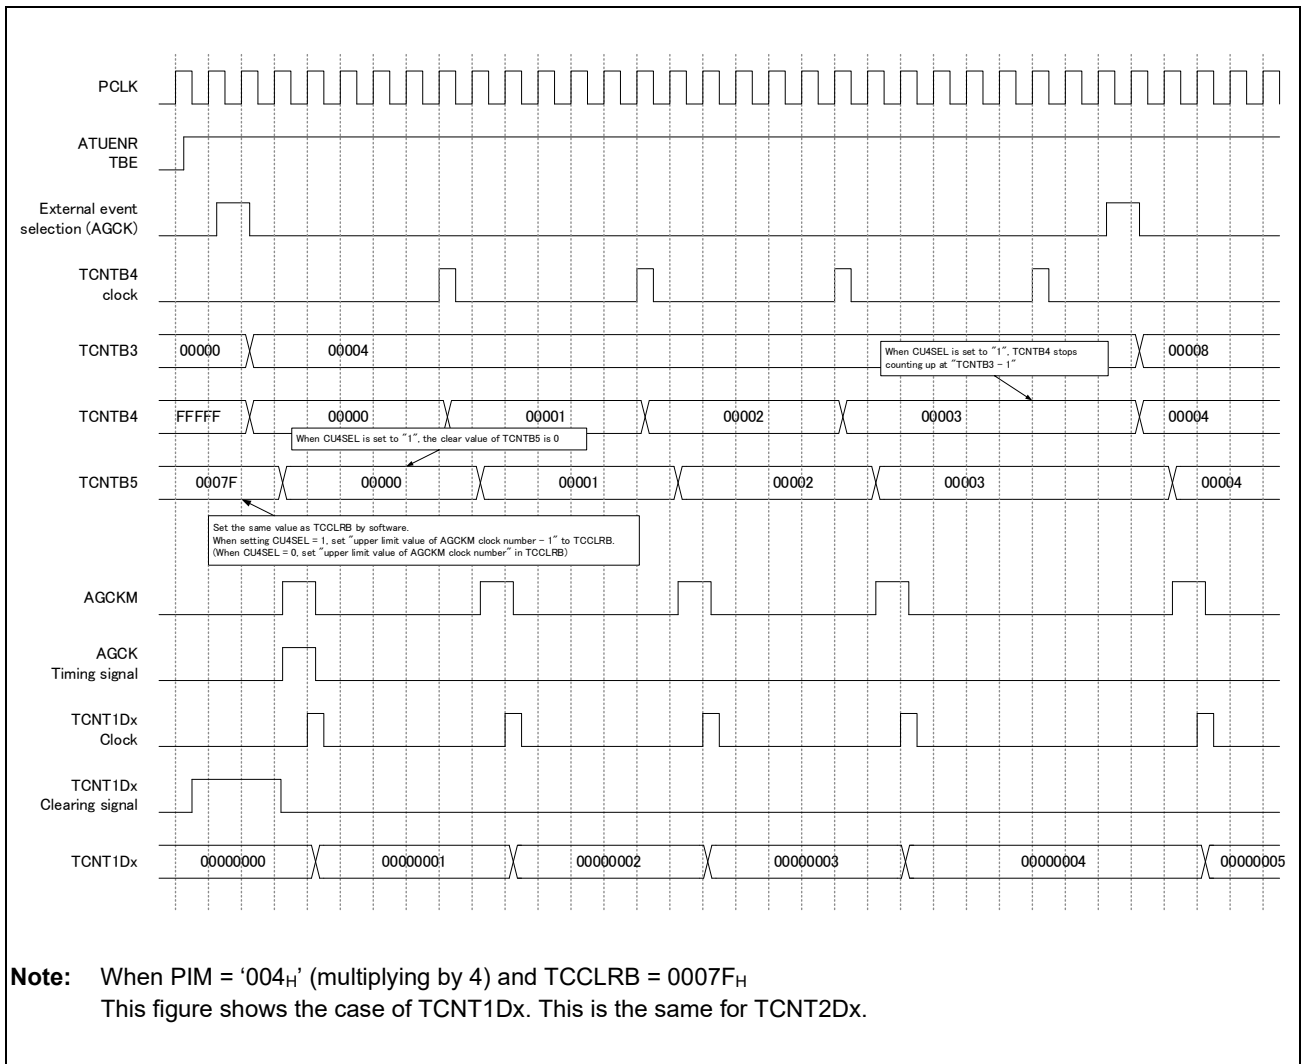 PCLK
ATUENR
TBE
External event
selection (AGCK)
TCNTB4
clock
TCNTB3
00000
00004
When CU4SEL is set to "1", TCNTB4 stops
counting up at "TCNTB3 - 1"
00008
TCNTB4
FFFFF
00000
00001
00002
00003
00004
When CU4SEL is set to "1", the clear value of TCNTB5 is 0
TCNTB5
0007F
00000
00001
00002
00003
00004
Set the same value as TCCLRB by software.
When setting CU4SEL = 1, set "upper limit value of AGCKM clock number - 1" to TCCLRB.
(When CU4SEL = 0, set "upper limit value of AGCKM clock number" in TCCLRB)
AGCKM
AGCK
Timing signal
TCNT1Dx
Clock
TCNT1Dx
Clearing signal
TCNT1Dx
00000000
00000001
00000002
00000003
00000004
00000005
Note: When PIM = ‘004H’ (multiplying by 4) and TCCLRB = 0007FH
This figure shows the case of TCNT1Dx. This is the same for TCNT2Dx.